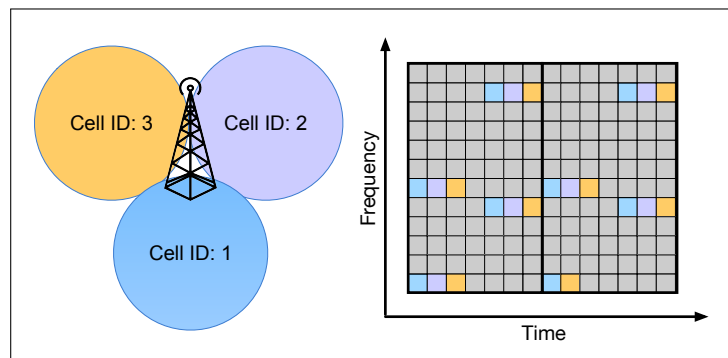 Cell ID: 3
Cell ID: 2
Cell ID: 1
Frequency
Time